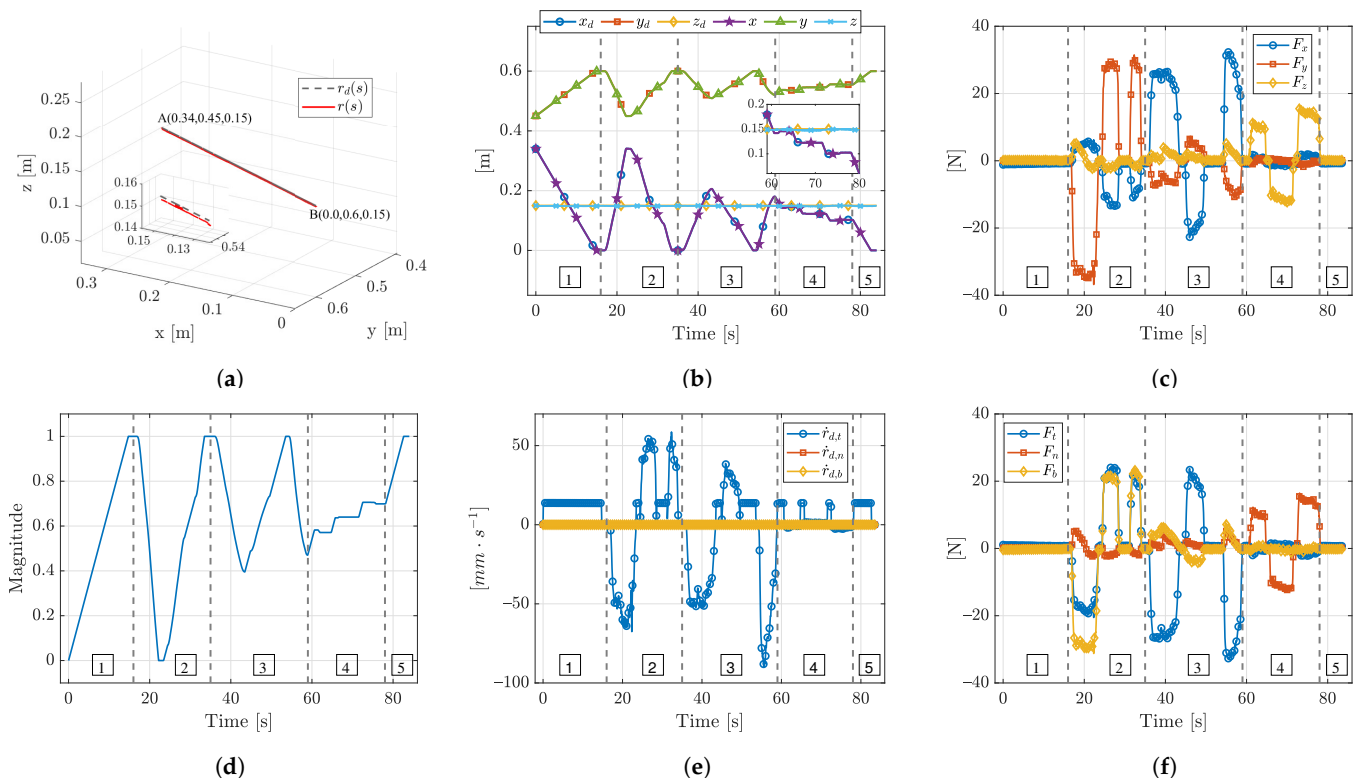 0.25
0.2
0.15
0.1
0.05
z [m]
r_d(s)
r(s)
A(0.34,0.45,0.15)
B(0.0,0.6,0.15)
0.16
0.15
0.14
0.15
0.13
0.54
0.3
0.2
0.1
0
x [m]
0.6
0.5
0.4
y [m]
(a)
x_d y_d z_d x y z
0.6
0.4
0.2
0
[m]
0.2
0.15
0.1
60 70 80
1 2 3 4 5
0 20 40 60 80
Time [s]
(b)
F_x
F_y
F_z
40
20
0
−20
−40
[N]
1 2 3 4 5
0 20 40 60 80
Time [s]
(c)
1
0.8
0.6
0.4
0.2
0
Magnitude
1 2 3 4 5
0 20 40 60 80
Time [s]
(d)
ṙ_{d,t}
ṙ_{d,n}
ṙ_{d,b}
50
0
−50
−100
[mm · s⁻¹]
1 2 3 4 5
0 20 40 60 80
Time [s]
(e)
F_t
F_n
F_b
40
20
0
−20
−40
[N]
1 2 3 4 5
0 20 40 60 80
Time [s]
(f)